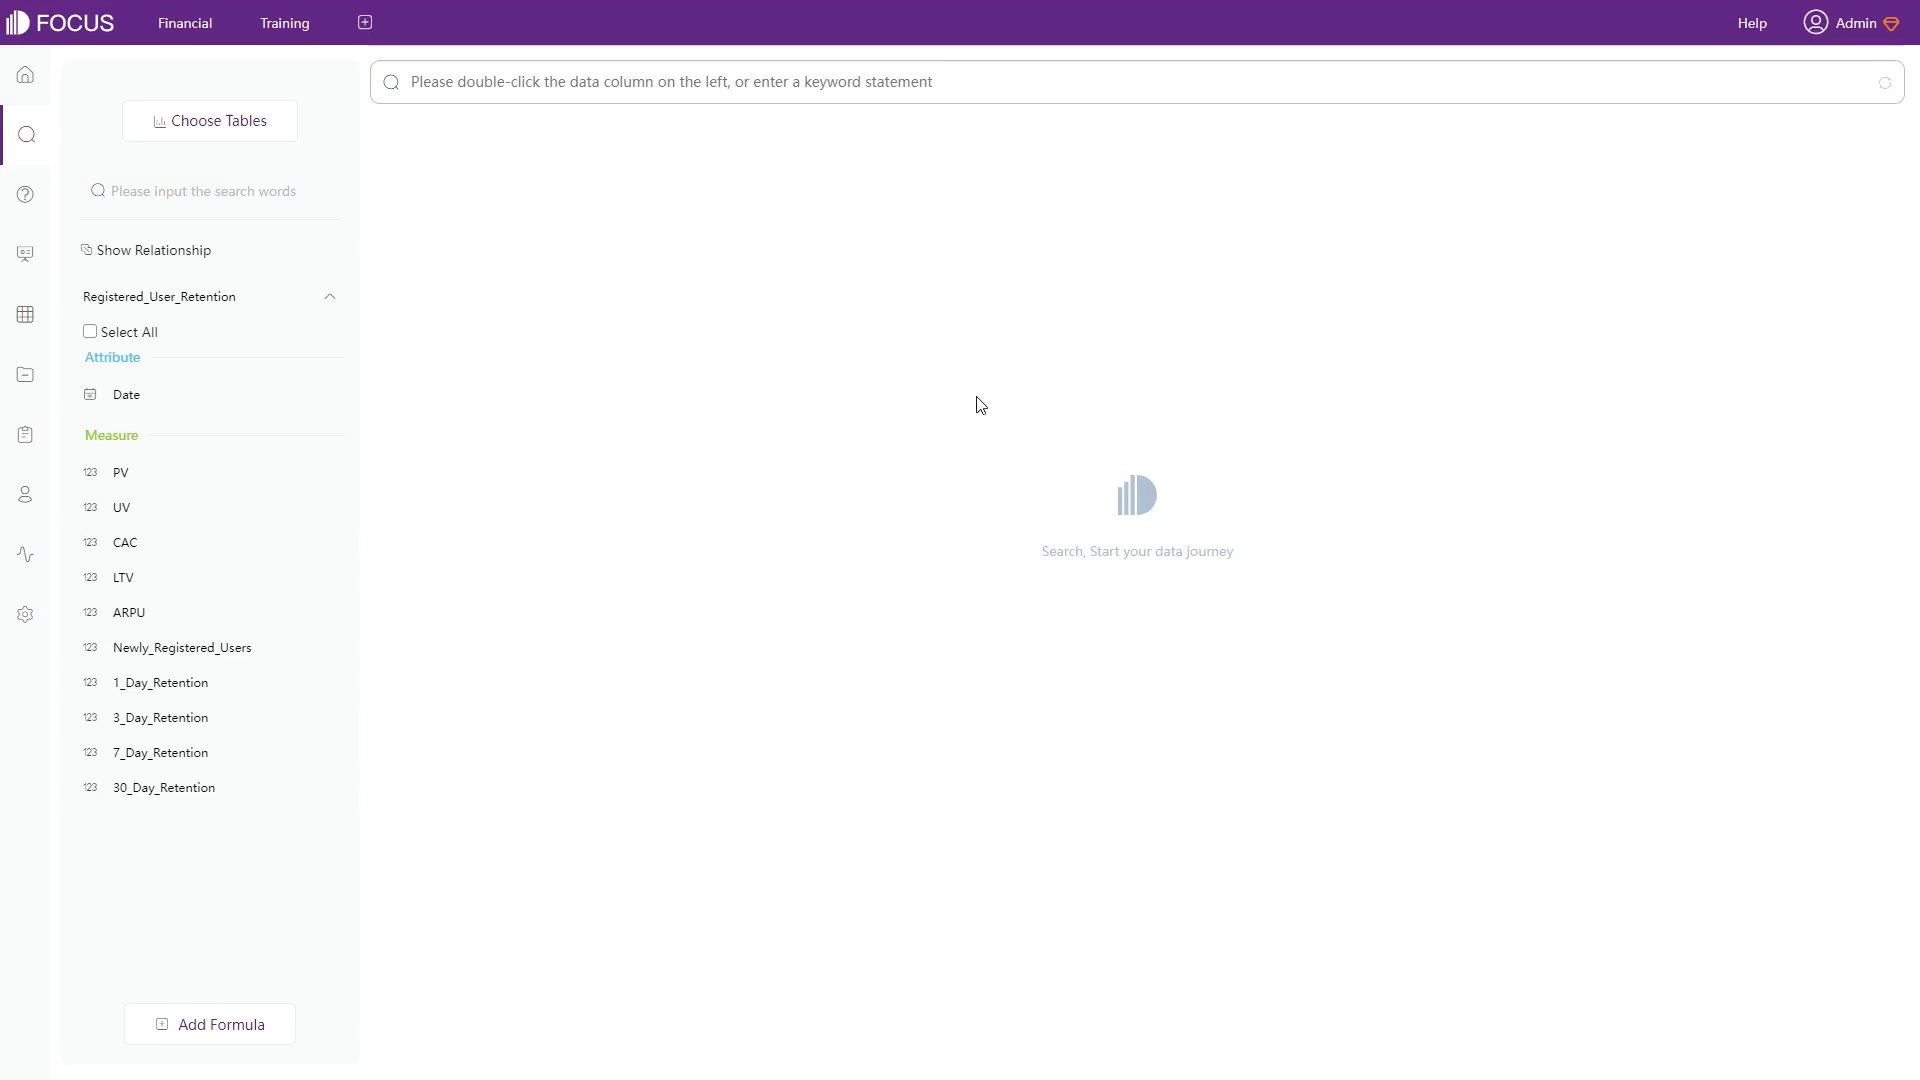 FOCUS
Financial
Training
Help
Admin
Choose Tables
Please double-click the data column on the left, or enter a keyword statement
Please input the search words
Show Relationship
Registered_User_Retention
Select All
Attribute
Date
Measure
123 PV
123 UV
123 CAC
123 LTV
123 ARPU
123 Newly_Registered_Users
123 1_Day_Retention
123 3_Day_Retention
123 7_Day_Retention
123 30_Day_Retention
Search, Start your data journey
Add Formula